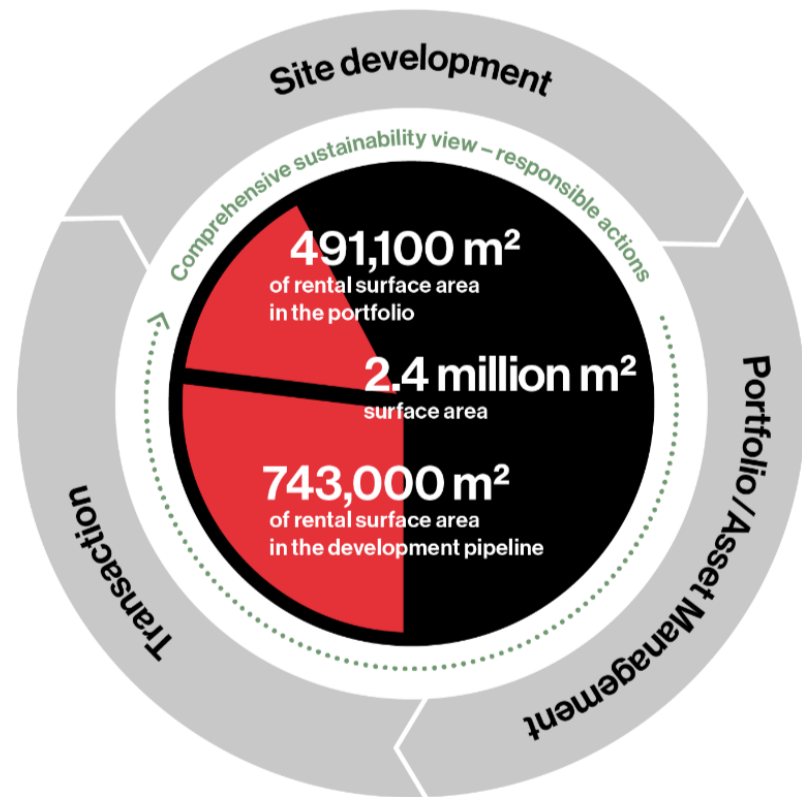 Site development
Comprehensive sustainability view – responsible actions
491,100 m²
of rental surface area
in the portfolio
2.4 million m²
surface area
743,000 m²
of rental surface area
in the development pipeline
Portfolio/Asset Management
Transaction